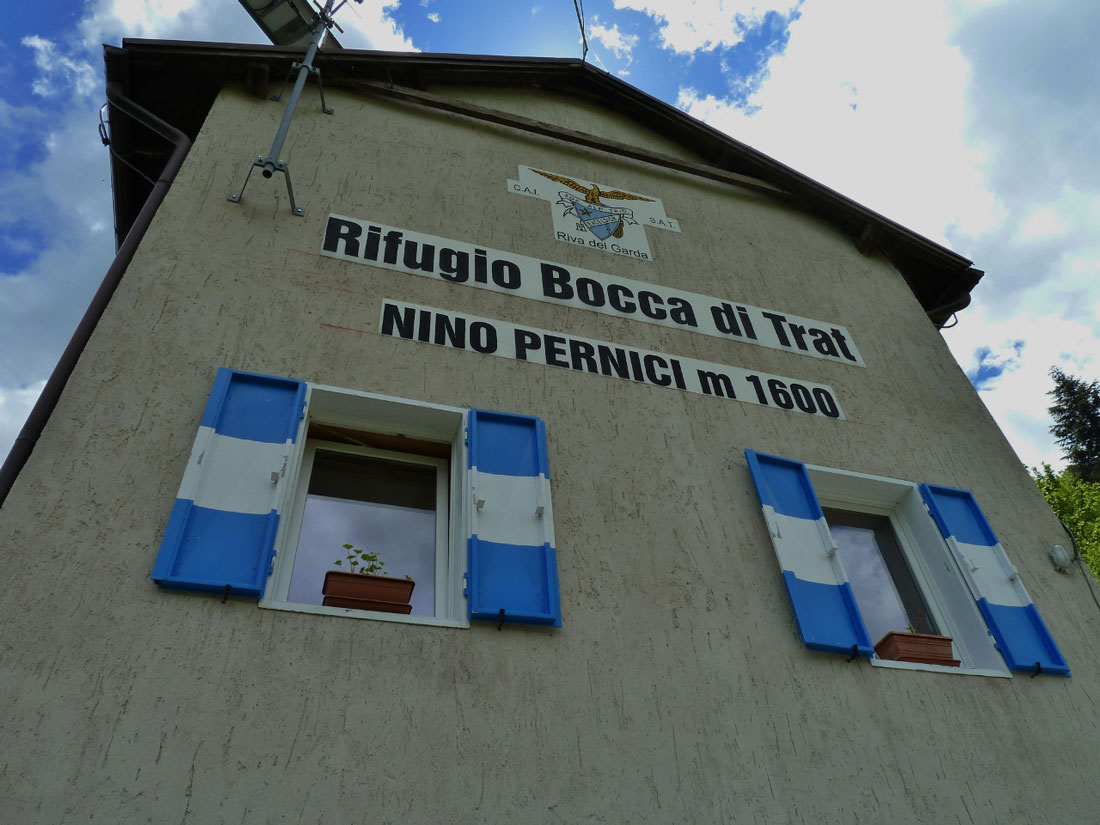 C.A.I.
S.A.T.
Riva del Garda
Rifugio Bocca di Trat
NINO PERNICI m 1600